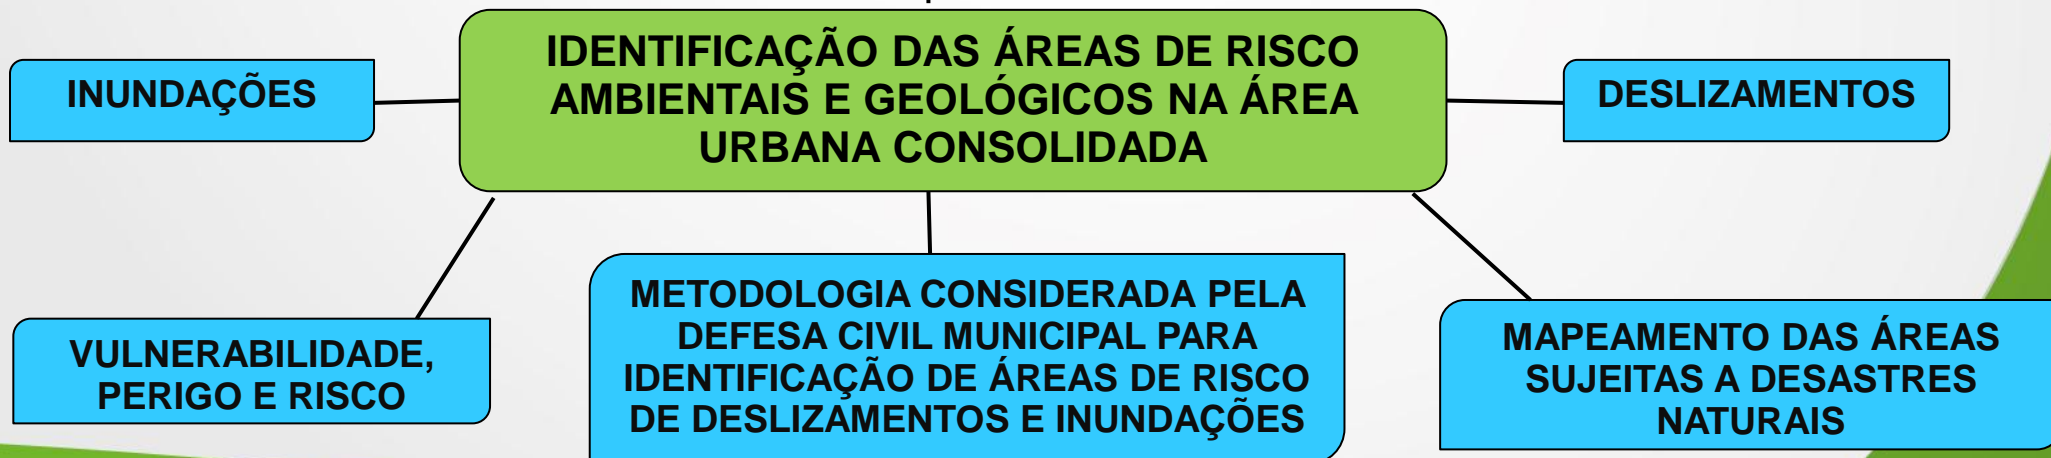 IDENTIFICAÇÃO DAS ÁREAS DE RISCO
AMBIENTAIS E GEOLÓGICOS NA ÁREA
URBANA CONSOLIDADA
INUNDAÇÕES
DESLIZAMENTOS
VULNERABILIDADE,
PERIGO E RISCO
METODOLOGIA CONSIDERADA PELA
DEFESA CIVIL MUNICIPAL PARA
IDENTIFICAÇÃO DE ÁREAS DE RISCO
DE DESLIZAMENTOS E INUNDAÇÕES
MAPEAMENTO DAS ÁREAS
SUJEITAS A DESASTRES
NATURAIS